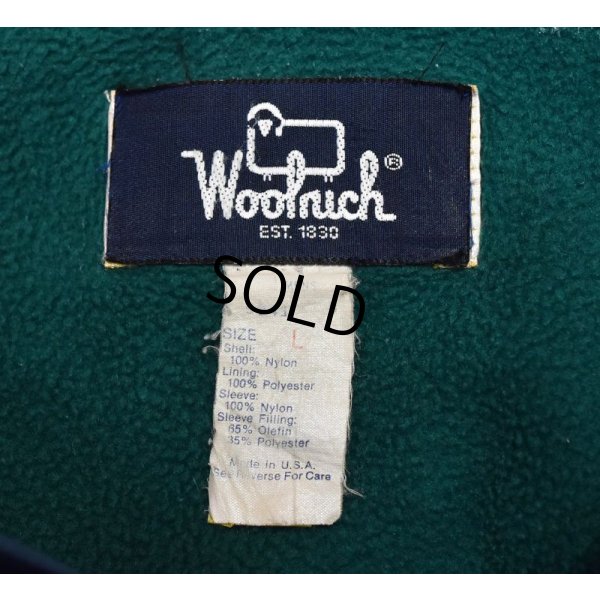 Woolrich®
EST. 1830
SOLD
SIZE L
Shell:
100% Nylon
Lining:
100% Polyester
Sleeve:
100% Nylon
Sleeve Filling:
65% Olefin
35% Polyester
Made in U.S.A.
See Reverse For Care